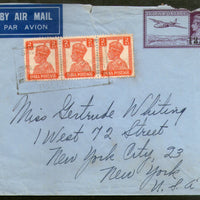 BY AIR MAIL
PAR AVION
INDIA POSTAGE
INDIA POSTAGE
INDIA POSTAGE
Miss Gertrude Whiting
1 West 72 Street
New York City, 23
New York
U.S.A